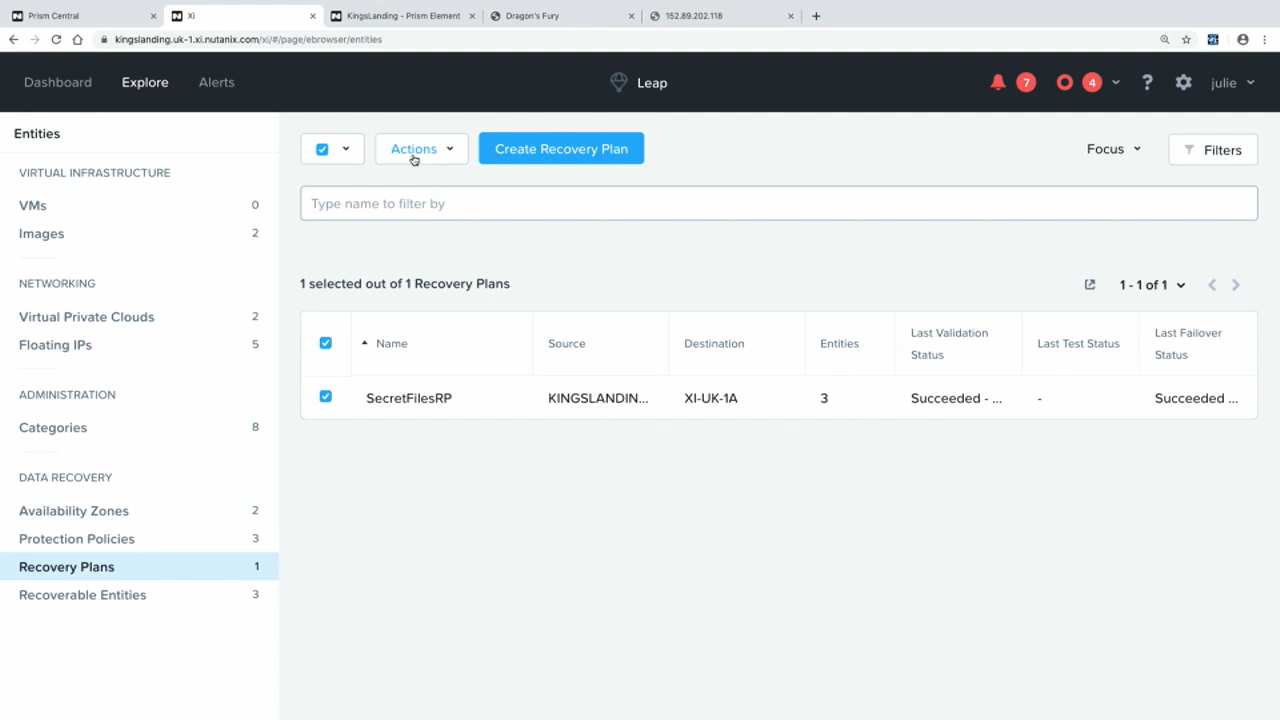 Prism Central
Xi
KingsLanding - Prism Element
Dragon's Fury
152.89.202.118
kingslanding.uk-1.xi.nutanix.com/xi/#/page/ebrowser/entities
Dashboard
Explore
Alerts
Leap
7
4
?
julie
Entities
VIRTUAL INFRASTRUCTURE
VMs 0
Images 2
NETWORKING
Virtual Private Clouds 2
Floating IPs 5
ADMINISTRATION
Categories 8
DATA RECOVERY
Availability Zones 2
Protection Policies 3
Recovery Plans 1
Recoverable Entities 3
Actions
Create Recovery Plan
Focus
Filters
Type name to filter by
1 selected out of 1 Recovery Plans
1 - 1 of 1
Name
Source
Destination
Entities
Last Validation
Status
Last Test Status
Last Failover
Status
SecretFilesRP
KINGSLANDIN...
XI-UK-1A
3
Succeeded - ...
-
Succeeded ...